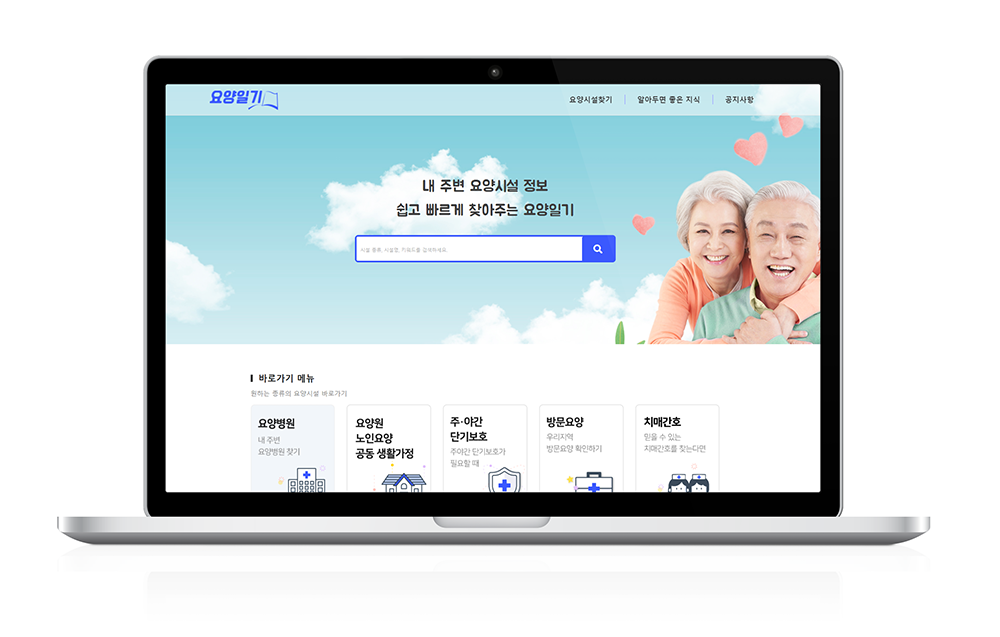 요양일기
요양시설찾기
알아두면 좋은 지식
공지사항
내 주변 요양시설 정보
쉽고 빠르게 찾아주는 요양일기
시설 종류, 시설명, 키워드를 검색하세요.
바로가기 메뉴
원하는 종류의 요양시설 바로가기
요양병원
내 주변
요양병원 찾기
요양원
노인요양
공동 생활가정
주·야간
단기보호
주야간 단기보호가
필요할 때
방문요양
우리지역
방문요양 확인하기
치매간호
믿을 수 있는
치매간호를 찾는다면